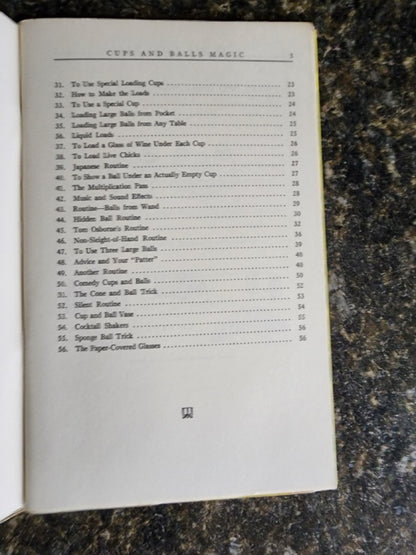 CUPS AND BALLS MAGIC 5
31. To Use Special Loading Cups 23
32. How to Make the Loads 23
33. To Use a Special Cup 24
34. Loading Large Balls from Pocket 24
35. Loading Large Balls from Any Table 25
36. Liquid Loads 25
37. To Load a Glass of Wine Under Each Cup 26
38. To Load Live Chicks 26
39. Japanese Routine 27
40. To Show a Ball Under an Actually Empty Cup 27
41. The Multiplication Pass 28
42. Music and Sound Effects 28
43. Routine—Balls from Wand 29
44. Hidden Ball Routine 30
45. Tom Osborne's Routine 32
46. Non-Sleight-of-Hand Routine 36
47. To Use Three Large Balls 39
48. Advice and Your "Patter" 40
49. Another Routine 40
50. Comedy Cups and Balls 50
51. The Cone and Ball Trick 52
52. Silent Routine 53
53. Cup and Ball Vase 54
54. Cocktail Shakers 55
55. Sponge Ball Trick 56
56. The Paper-Covered Glasses 56